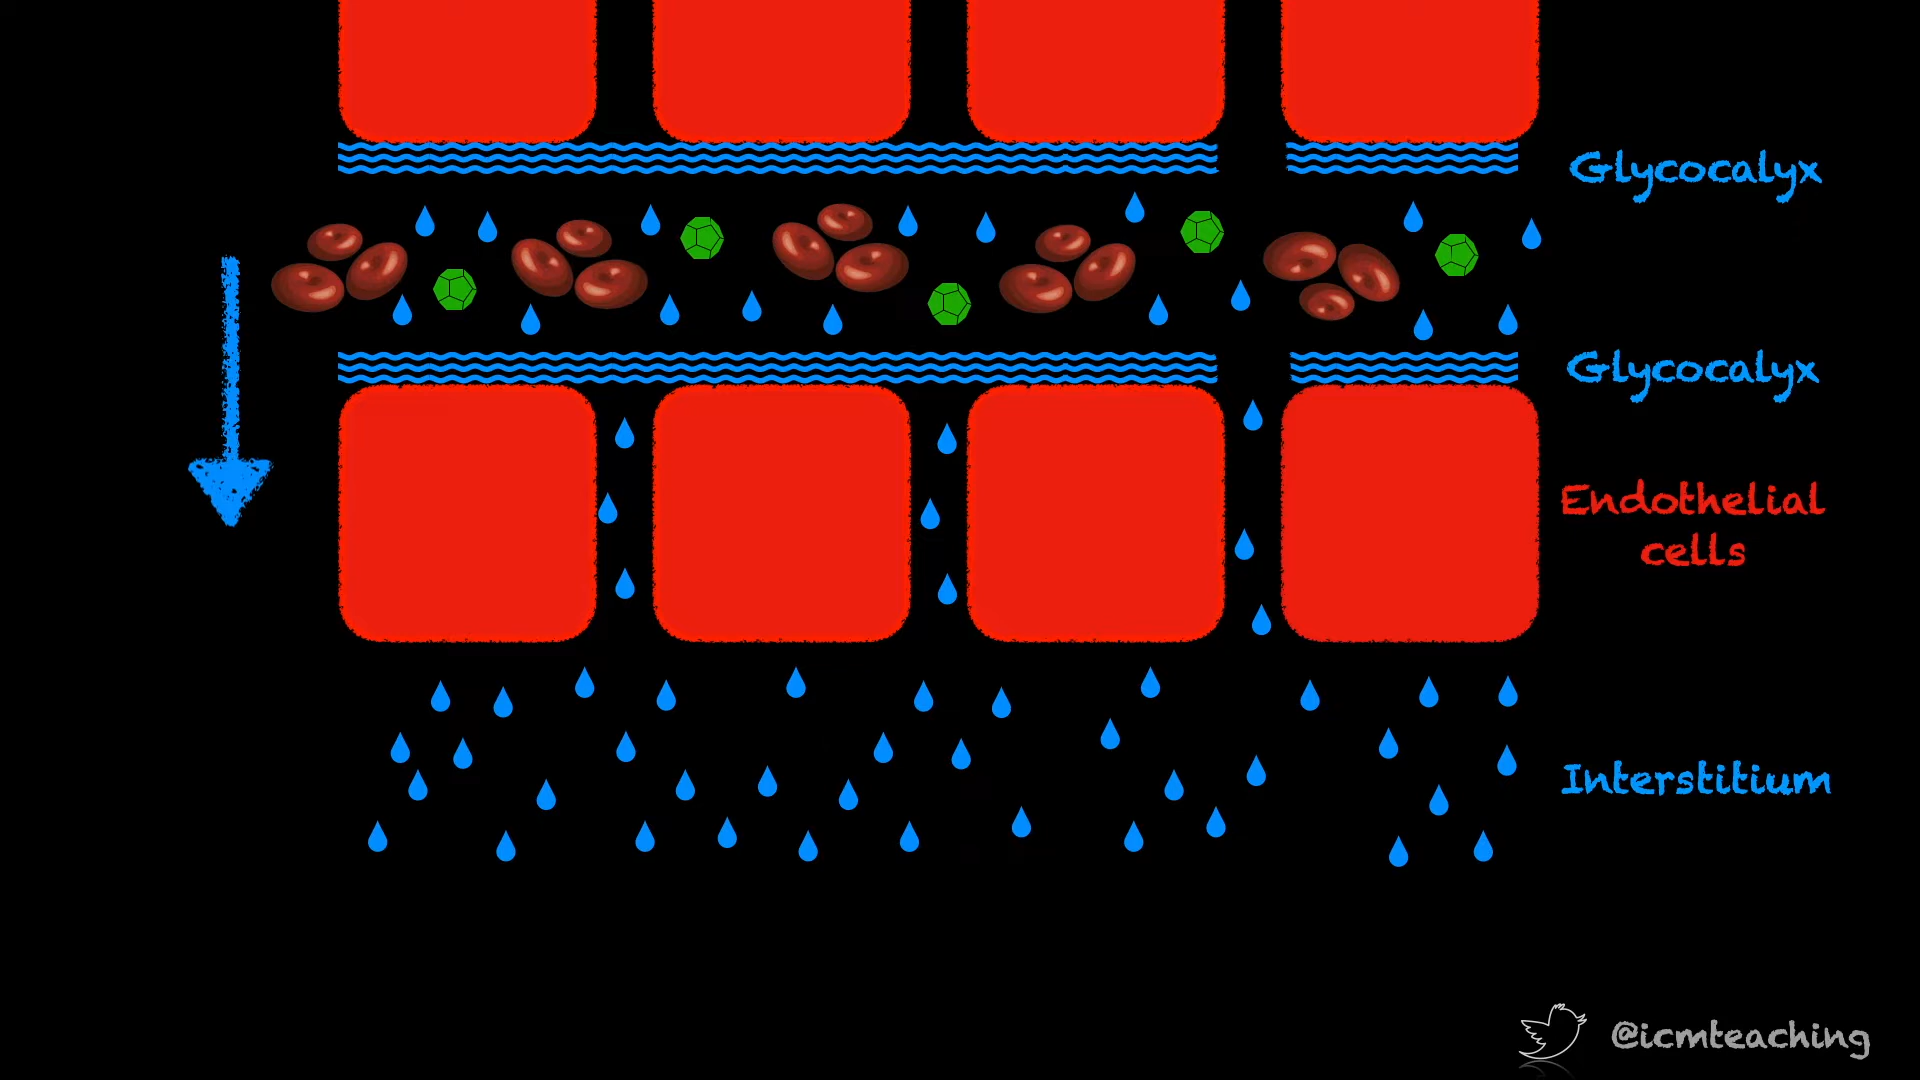 Glycocalyx
Glycocalyx
Endothelial
cells
Interstitium
@icmteaching